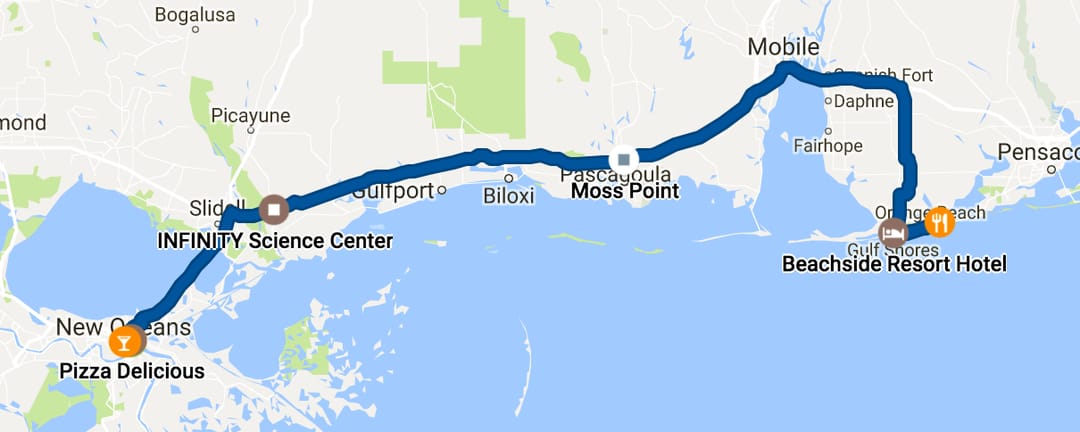 Bogalusa
Mobile
Spanish Fort
Daphne
Picayune
mond
Fairhope
Pensaco
Pascagoula
Moss Point
Gulfport
Biloxi
Slidell
Orange Beach
INFINITY Science Center
Gulf Shores
Beachside Resort Hotel
New Orleans
Pizza Delicious